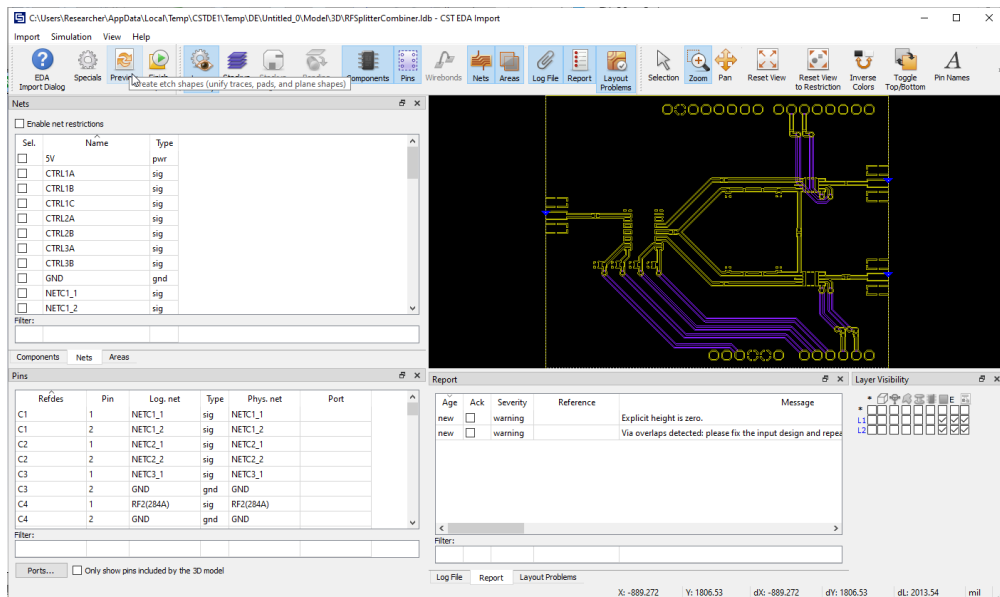 C:\Users\Researcher\AppData\Local\Temp\CSTDE1\Temp\DE\Untitled_0\Model\3D\RFSplitterCombiner.ldb - CST EDA Import
Import Simulation View Help
EDA Import Dialog
Specials
Components
Pins
Wirebonds
Nets
Areas
Log File
Report
Layout Problems
Selection
Zoom
Pan
Reset View
Reset View to Restriction
Inverse Colors
Toggle Top/Bottom
Pin Names
Create etch shapes (unify traces, pads, and plane shapes)
Nets
Enable net restrictions
Sel. Name Type
5V pwr
CTRL1A sig
CTRL1B sig
CTRL1C sig
CTRL2A sig
CTRL2B sig
CTRL3A sig
CTRL3B sig
GND gnd
NETC1_1 sig
NETC1_2 sig
Filter:
Components Nets Areas
Pins
Refdes Pin Log. net Type Phys. net Port
C1 1 NETC1_1 sig NETC1_1
C1 2 NETC1_2 sig NETC1_2
C2 1 NETC2_1 sig NETC2_1
C2 2 NETC2_2 sig NETC2_2
C3 1 NETC3_1 sig NETC3_1
C3 2 GND gnd GND
C4 1 RF2(284A) sig RF2(284A)
C4 2 GND gnd GND
Filter:
Ports... Only show pins included by the 3D model
Report
Age Ack Severity Reference Message
new warning Explicit height is zero.
new warning Via overlaps detected: please fix the input design and repea
Filter:
Log File Report Layout Problems
Layer Visibility
* E
*
L1
L2
X: -889.272 Y: 1806.53 dX: -889.272 dY: 1806.53 dL: 2013.54 mil